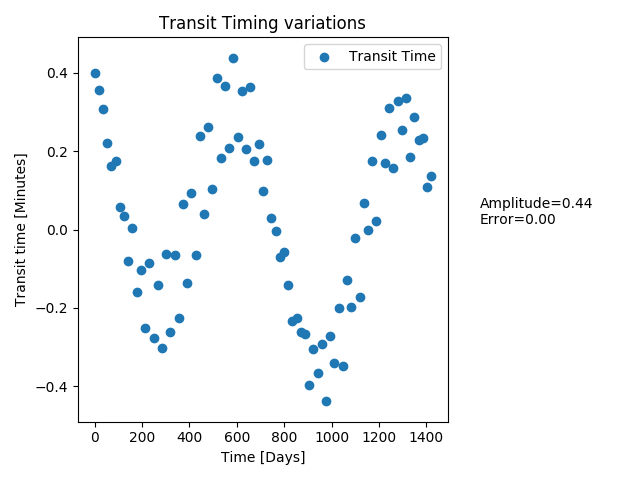 Transit Timing variations
Transit Time
0.4
0.2
0.0
−0.2
−0.4
Transit time [Minutes]
0
200
400
600
800
1000
1200
1400
Time [Days]
Amplitude=0.44
Error=0.00